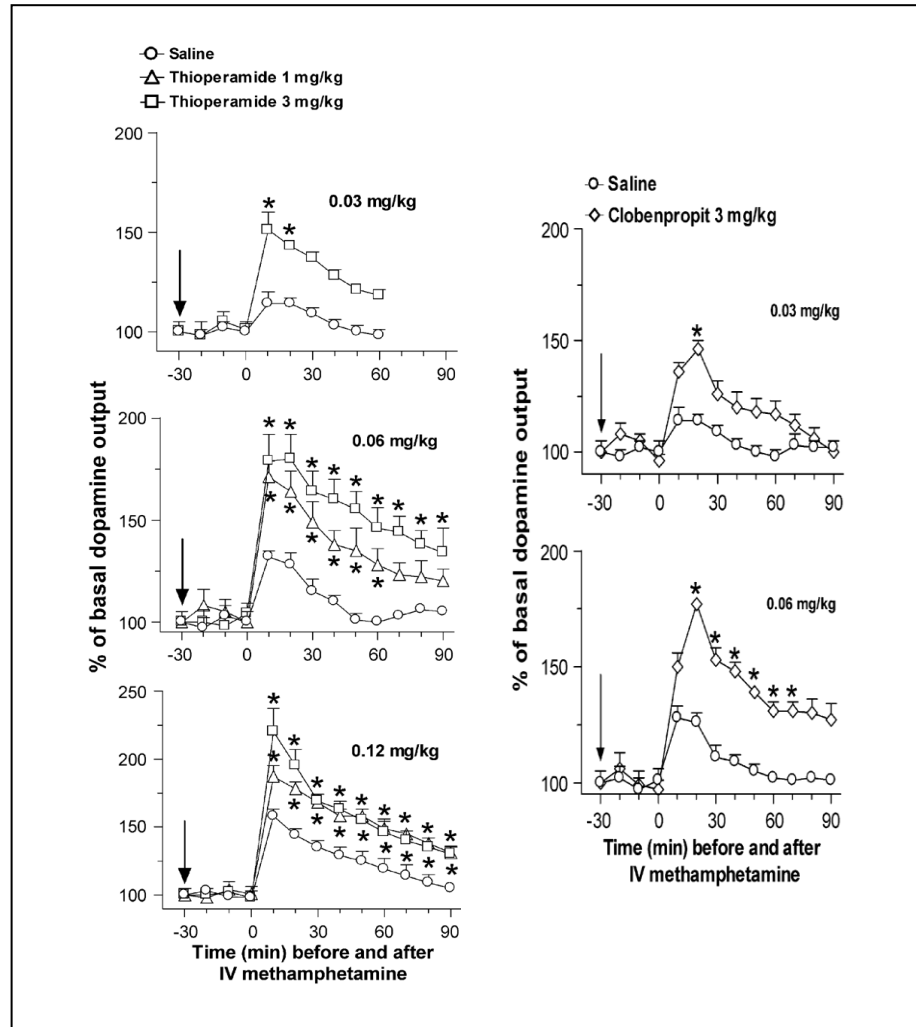 Saline
Thioperamide 1 mg/kg
Thioperamide 3 mg/kg
200
150
100
0.03 mg/kg
*
*
-30 0 30 60
200
150
100
0.06 mg/kg
* *
* * * * * * *
* * * * * *
-30 0 30 60 90
250
200
150
100
0.12 mg/kg
*
* *
* * * * * * *
* * * * * * * *
-30 0 30 60 90
% of basal dopamine output
Time (min) before and after
IV methamphetamine
Saline
Clobenpropit 3 mg/kg
200
150
100
0.03 mg/kg
*
-30 0 30 60 90
200
150
100
0.06 mg/kg
*
* * * * *
-30 0 30 60 90
% of basal dopamine output
Time (min) before and after
IV methamphetamine